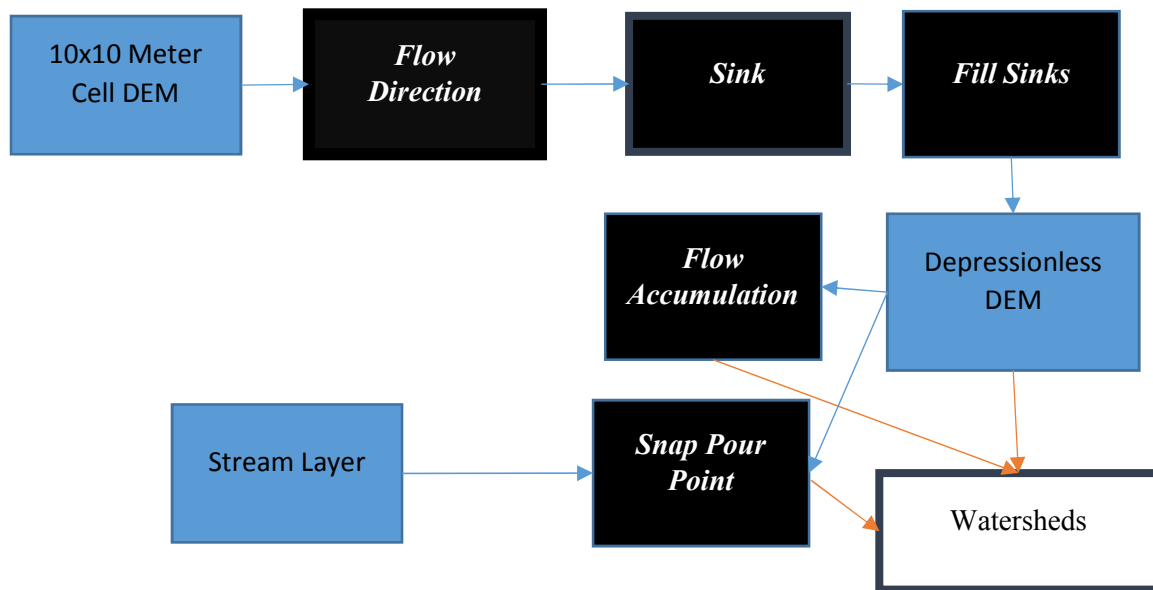 10x10 Meter
Cell DEM
Flow
Direction
Sink
Fill Sinks
Flow
Accumulation
Depressionless
DEM
Stream Layer
Snap Pour
Point
Watersheds